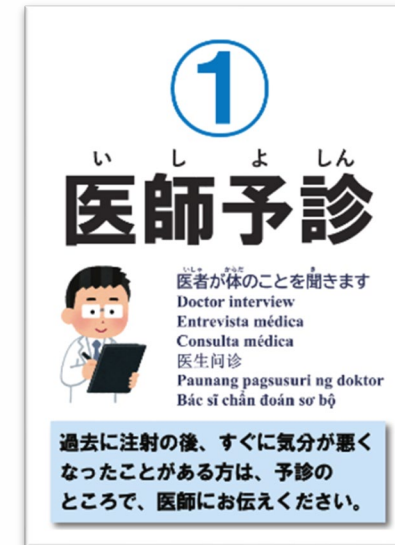 ①
いしよしん
医師予診
いしゃ からだ き
医者が体のことを聞きます
Doctor interview
Entrevista médica
Consulta médica
医生问诊
Paunang pagsusuri ng doktor
Bác sĩ chẩn đoán sơ bộ
過去に注射の後、すぐに気分が悪く
なったことがある方は、予診の
ところで、医師にお伝えください。